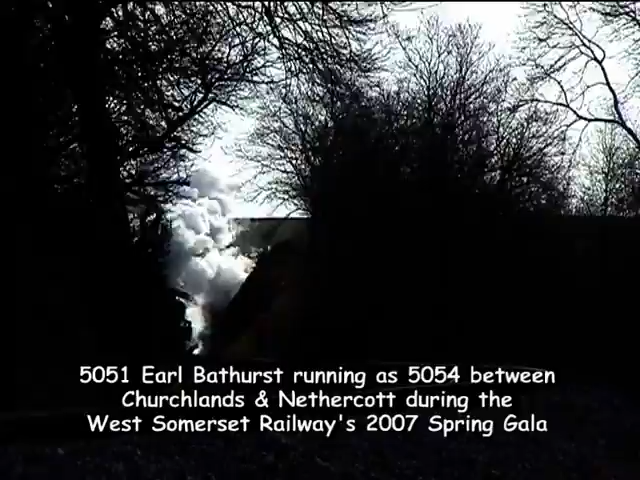 5051 Earl Bathurst running as 5054 between
Churchlands & Nethercott during the
West Somerset Railway's 2007 Spring Gala